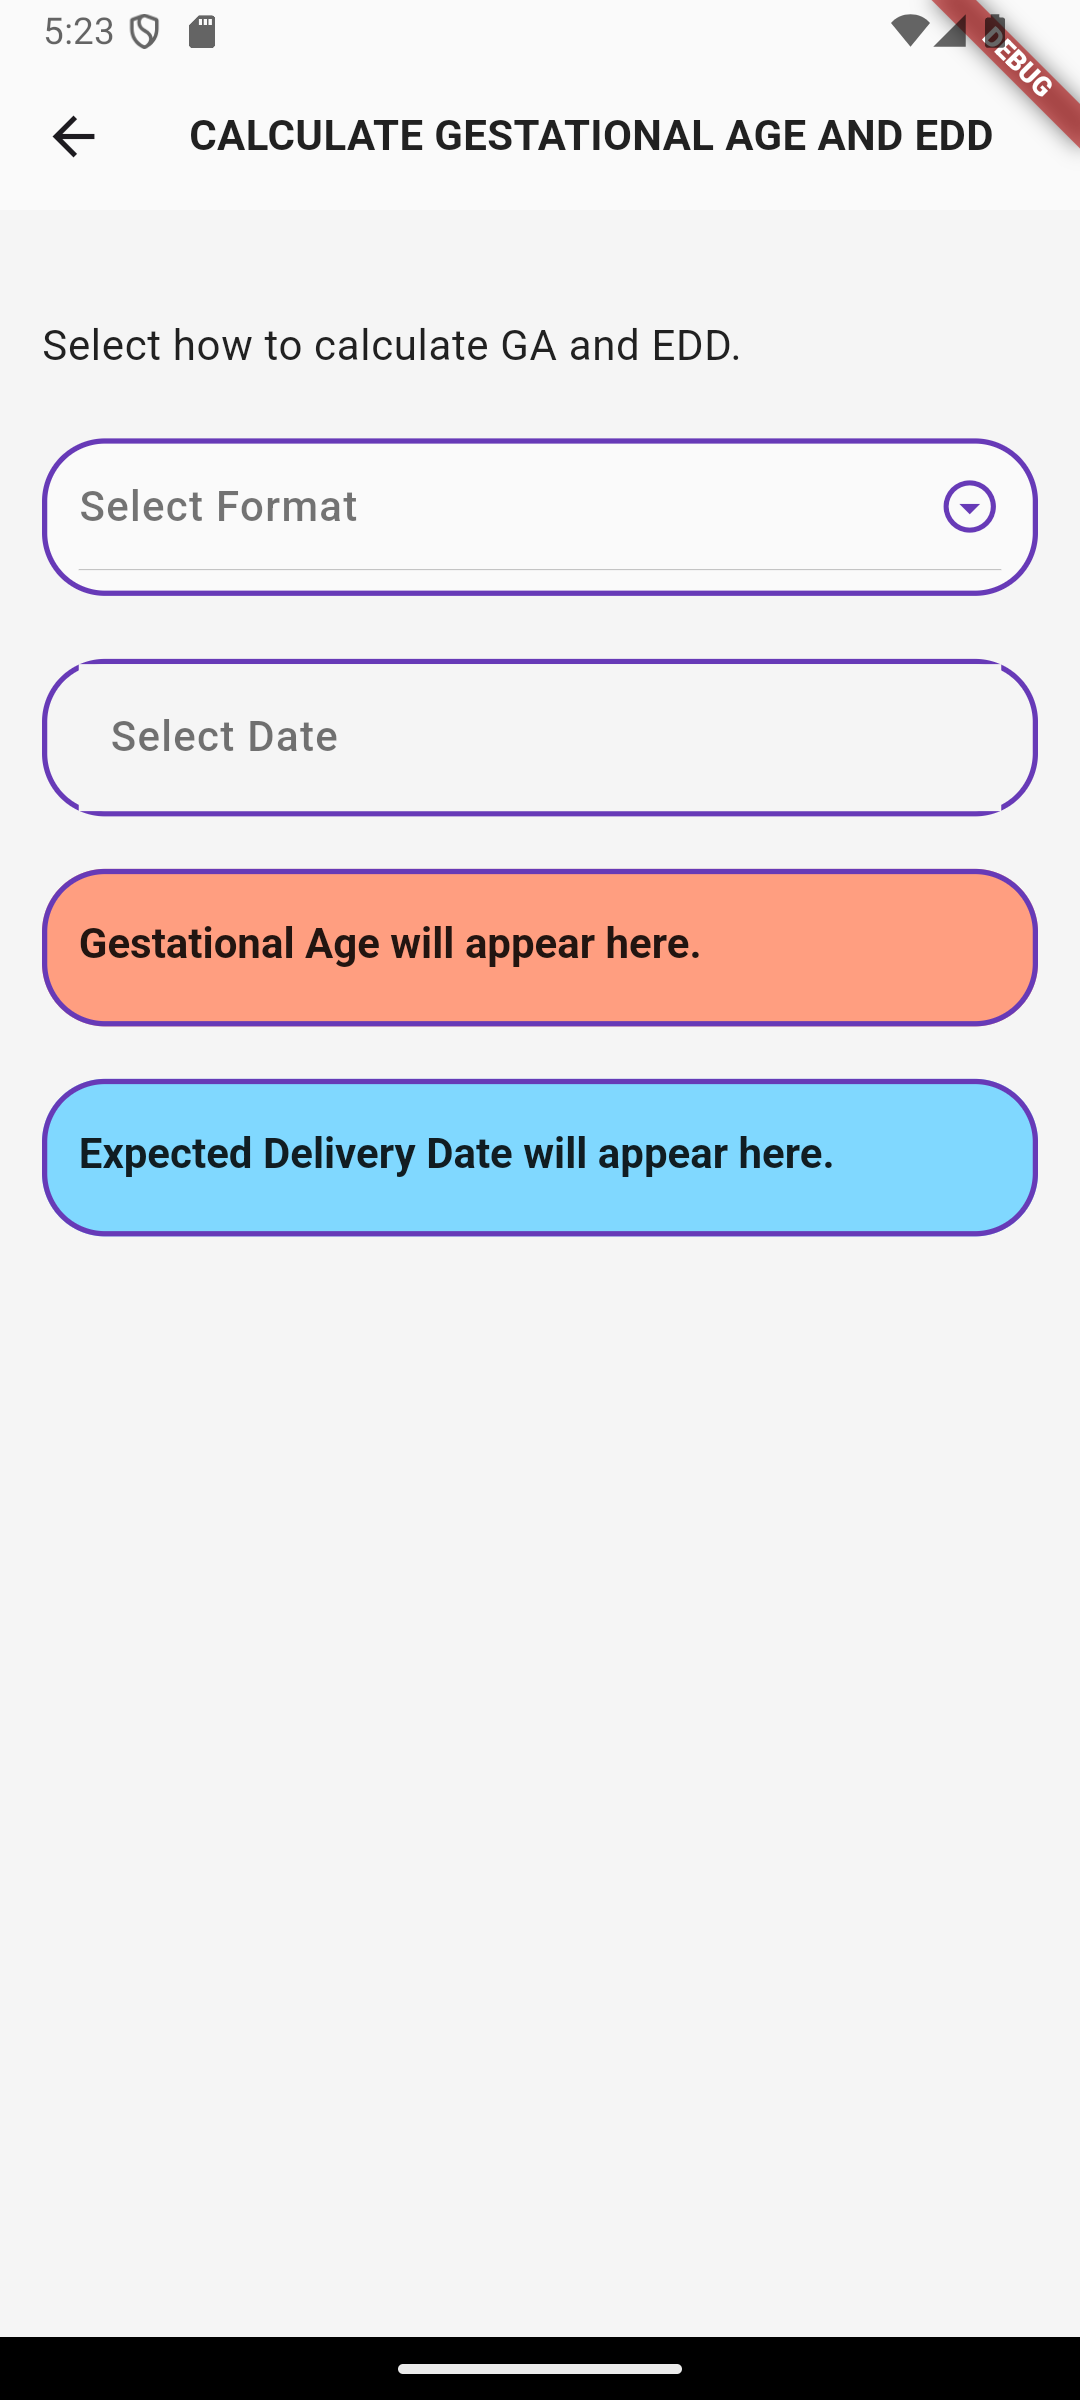 5:23
DEBUG
CALCULATE GESTATIONAL AGE AND EDD
Select how to calculate GA and EDD.
Select Format
Select Date
Gestational Age will appear here.
Expected Delivery Date will appear here.